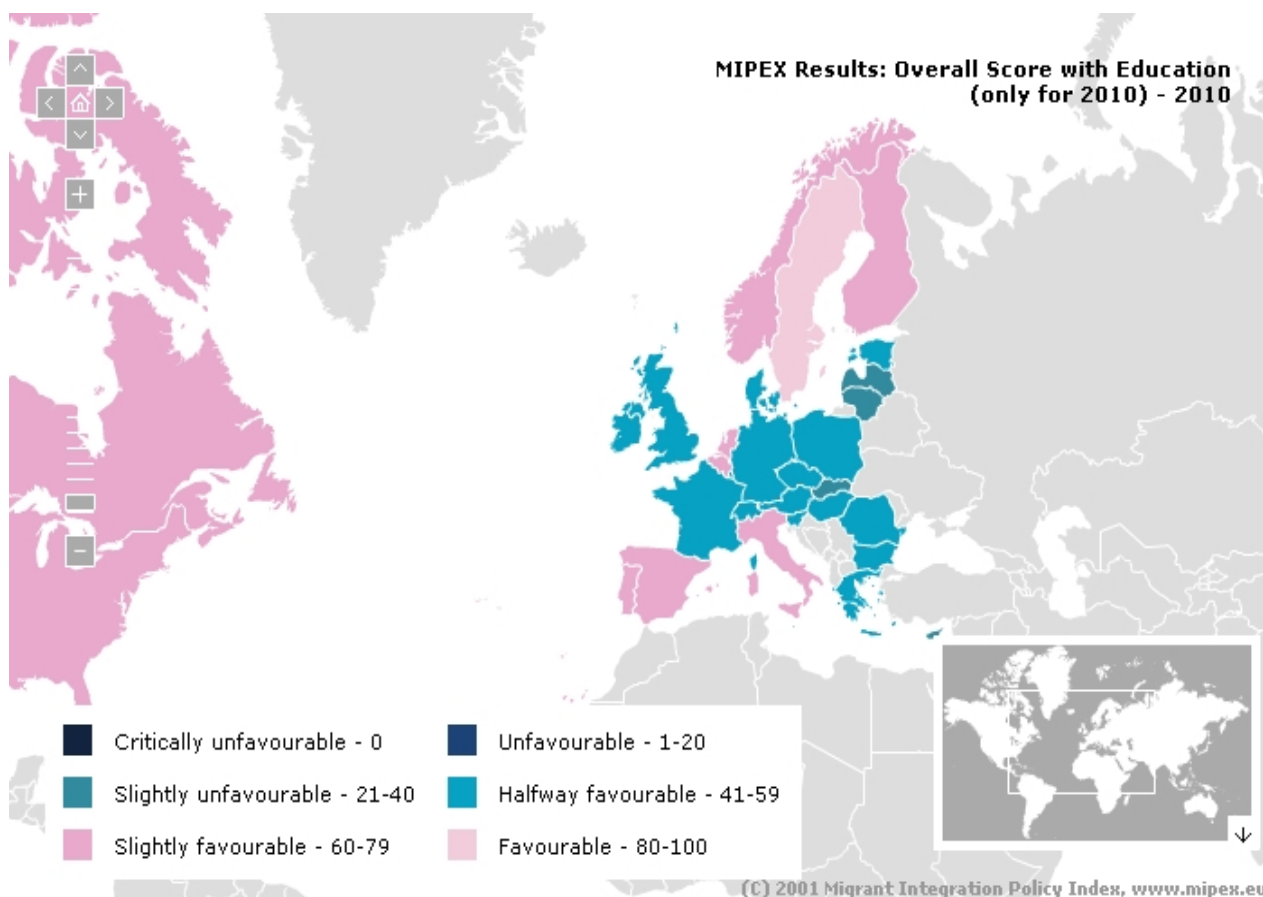 MIPEX Results: Overall Score with Education
(only for 2010) - 2010
Critically unfavourable - 0
Unfavourable - 1-20
Slightly unfavourable - 21-40
Halfway favourable - 41-59
Slightly favourable - 60-79
Favourable - 80-100
(C) 2001 Migrant Integration Policy Index, www.mipex.eu